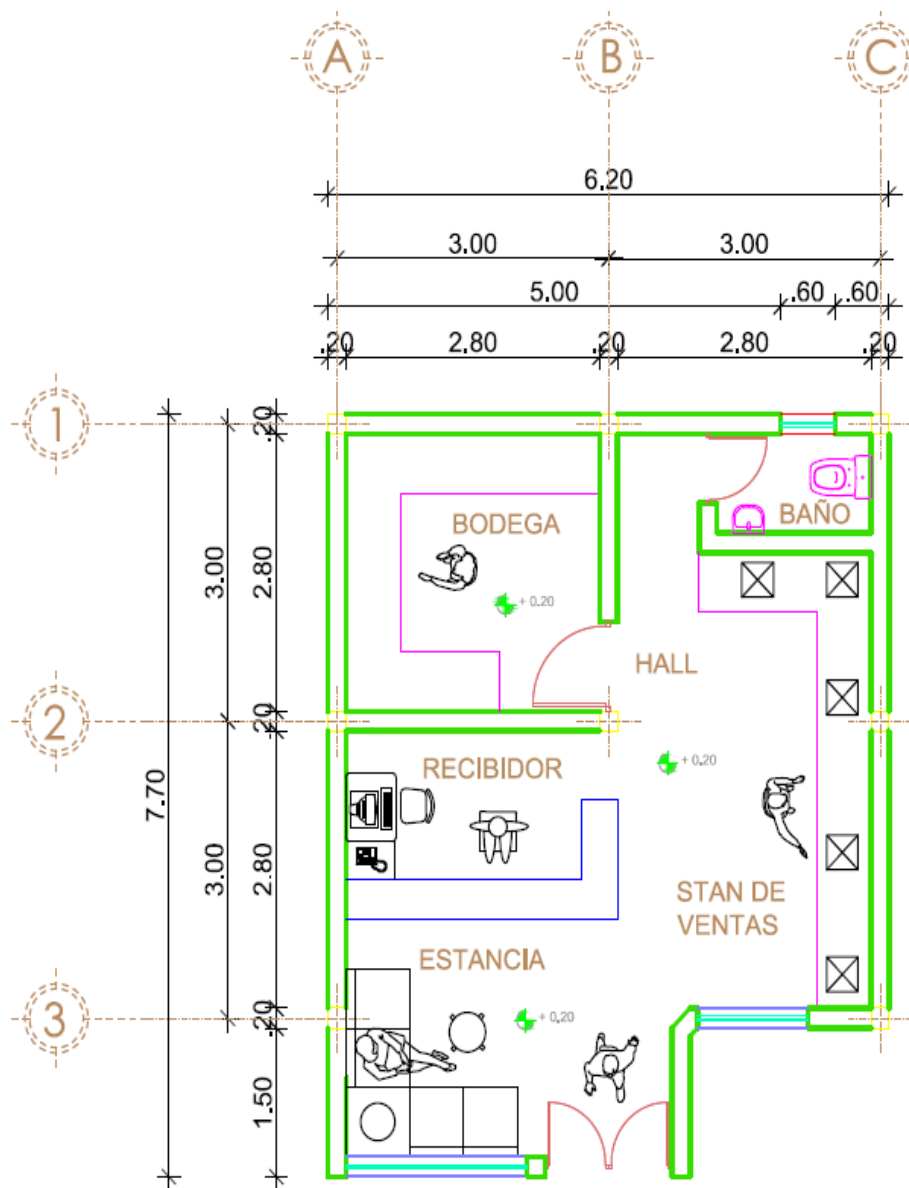 A
B
C
6.20
3.00
3.00
5.00
.60
.60
.20
2.80
.20
2.80
.20
1
.20
BODEGA
BAÑO
3.00
2.80
+ 0.20
HALL
2
.20
RECIBIDOR
+ 0.20
7.70
3.00
2.80
STAN DE
VENTAS
ESTANCIA
3
.20
+ 0.20
1.50